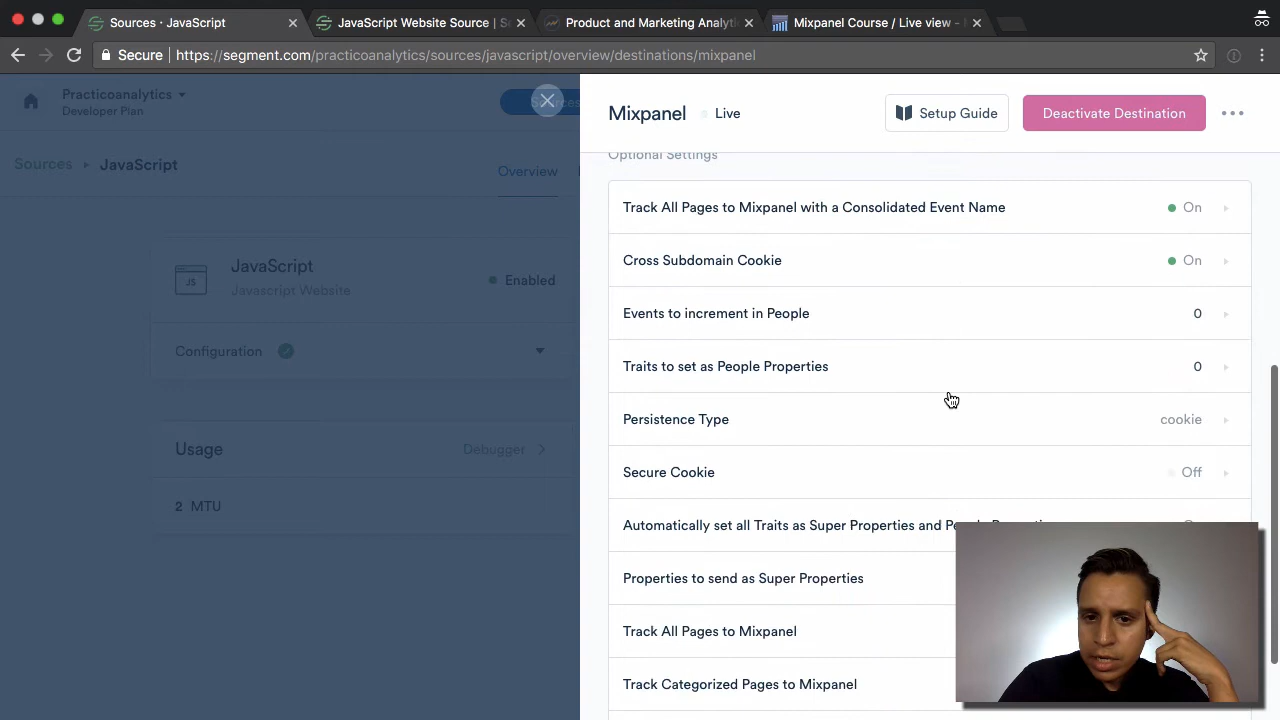 Sources · JavaScript
JavaScript Website Source | S
Product and Marketing Analyti
Mixpanel Course / Live view -
Secure
https://segment.com/practicoanalytics/sources/javascript/overview/destinations/mixpanel
Practicoanalytics
Developer Plan
Sources
Sources
JavaScript
Overview
JS
JavaScript
Javascript Website
Enabled
Configuration
Usage
Debugger
2 MTU
Mixpanel
Live
Setup Guide
Deactivate Destination
Optional Settings
Track All Pages to Mixpanel with a Consolidated Event Name
On
Cross Subdomain Cookie
On
Events to increment in People
0
Traits to set as People Properties
0
Persistence Type
cookie
Secure Cookie
Off
Automatically set all Traits as Super Properties and
Properties to send as Super Properties
Track All Pages to Mixpanel
Track Categorized Pages to Mixpanel